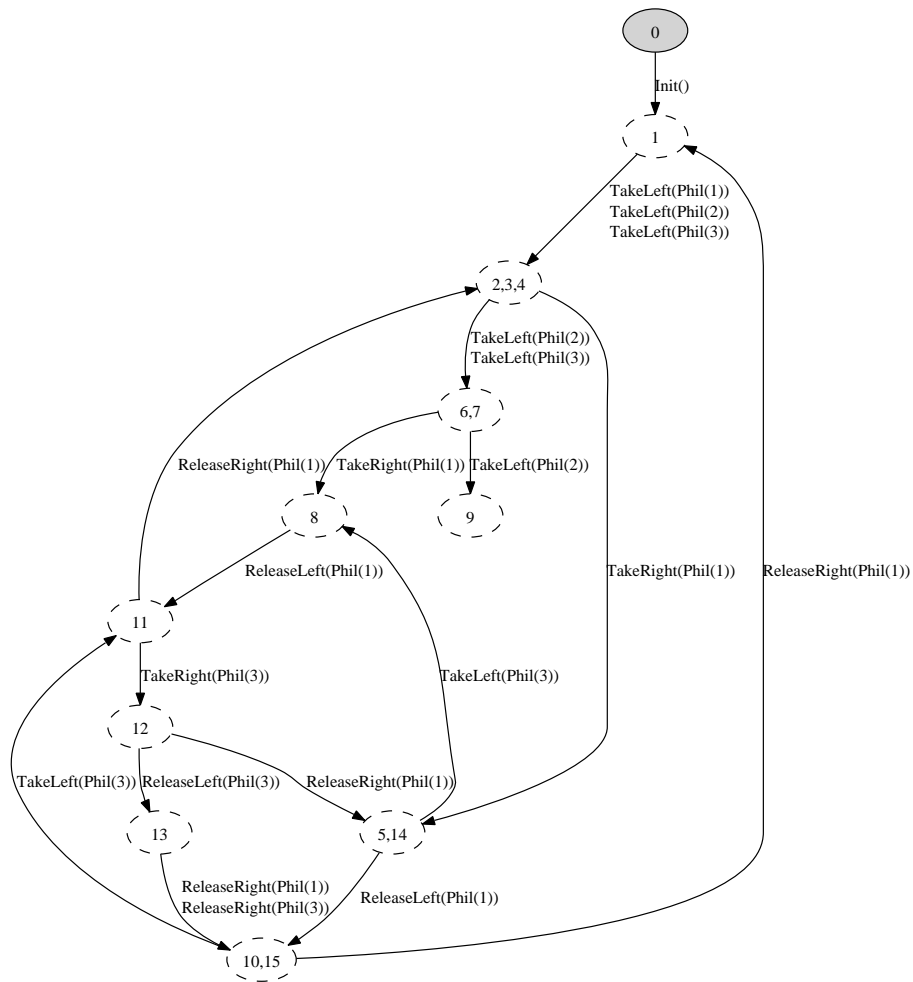 0
Init()
1
TakeLeft(Phil(1))
TakeLeft(Phil(2))
TakeLeft(Phil(3))
2,3,4
TakeLeft(Phil(2))
TakeLeft(Phil(3))
6,7
ReleaseRight(Phil(1))
TakeRight(Phil(1))
TakeLeft(Phil(2))
8
9
ReleaseLeft(Phil(1))
TakeRight(Phil(1))
ReleaseRight(Phil(1))
11
TakeRight(Phil(3))
TakeLeft(Phil(3))
12
TakeLeft(Phil(3))
ReleaseLeft(Phil(3))
ReleaseRight(Phil(1))
13
5,14
ReleaseRight(Phil(1))
ReleaseRight(Phil(3))
ReleaseLeft(Phil(1))
10,15